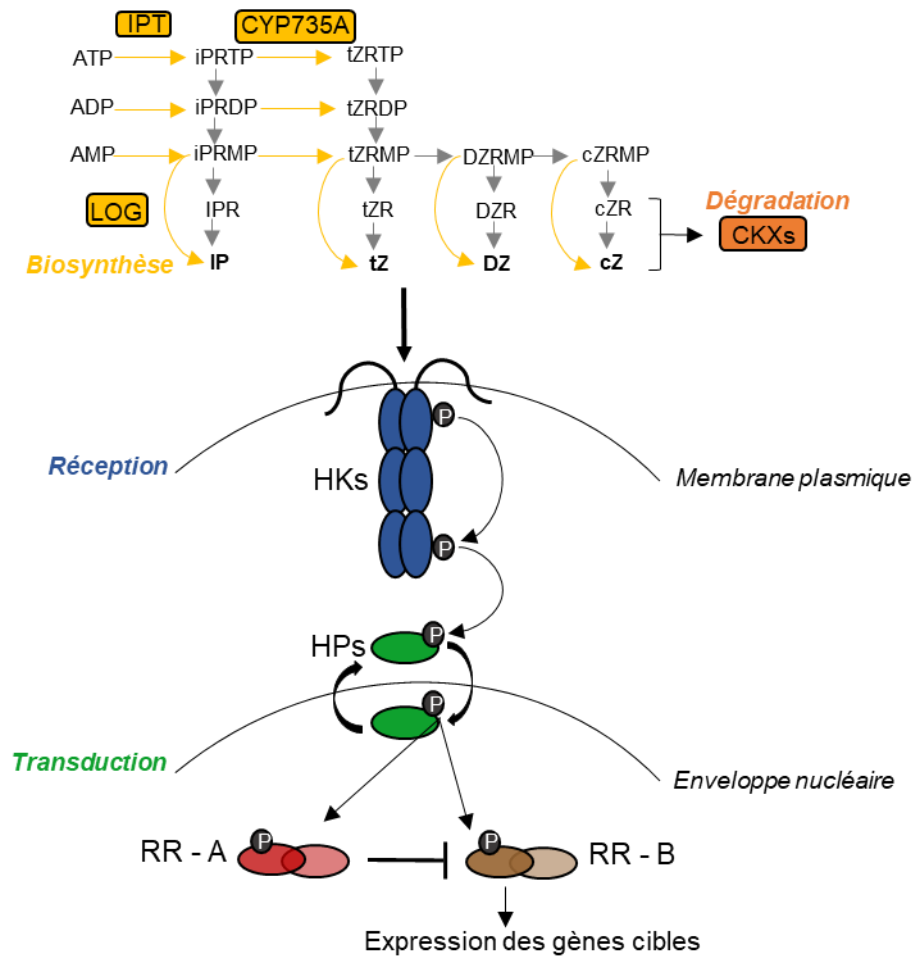 IPT
CYP735A
ATP iPRTP tZRTP
ADP iPRDP tZRDP
AMP iPRMP tZRMP DZRMP cZRMP
LOG
IPR tZR DZR cZR
Dégradation
CKXs
Biosynthèse
IP tZ DZ cZ
P
Réception
HKs
Membrane plasmique
P
HPs
P
P
Transduction
Enveloppe nucléaire
P
P
RR - A
RR - B
Expression des gènes cibles